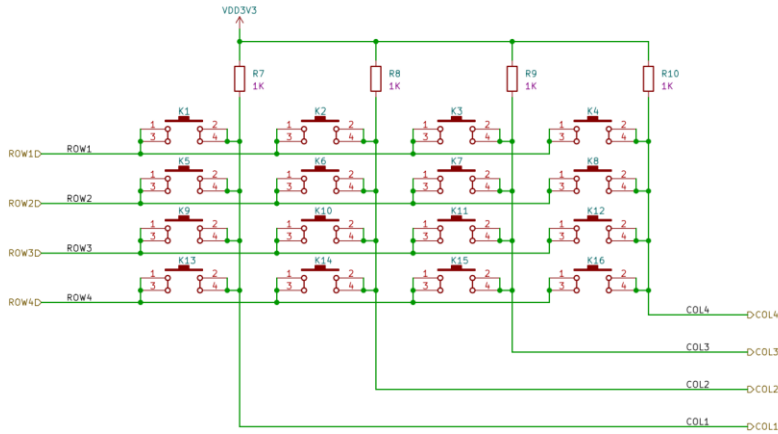 VDD3V3
R7 R8 R9 R10
1K 1K 1K 1K
K1 K2 K3 K4
1 2 1 2 1 2 1 2
3 4 3 4 3 4 3 4
ROW1 ROW1
K5 K6 K7 K8
1 2 1 2 1 2 1 2
3 4 3 4 3 4 3 4
ROW2 ROW2
K9 K10 K11 K12
1 2 1 2 1 2 1 2
3 4 3 4 3 4 3 4
ROW3 ROW3
K13 K14 K15 K16
1 2 1 2 1 2 1 2
3 4 3 4 3 4 3 4
ROW4 ROW4
COL4 COL4
COL3 COL3
COL2 COL2
COL1 COL1